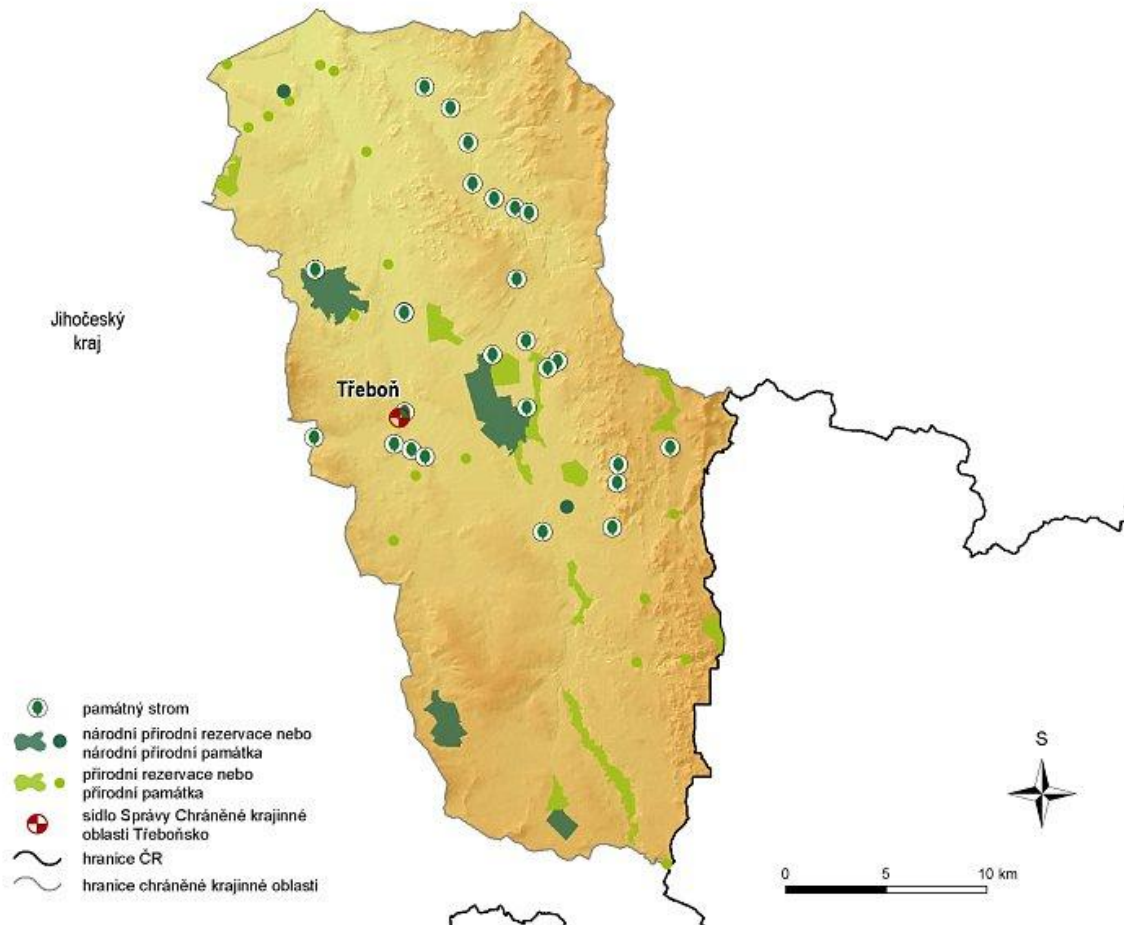 Jihočeský
kraj
Třeboň
památný strom
národní přírodní rezervace nebo
národní přírodní památka
přírodní rezervace nebo
přírodní památka
sídlo Správy Chráněné krajinné
oblasti Třeboňsko
hranice ČR
hranice chráněné krajinné oblasti
S
0 5 10 km